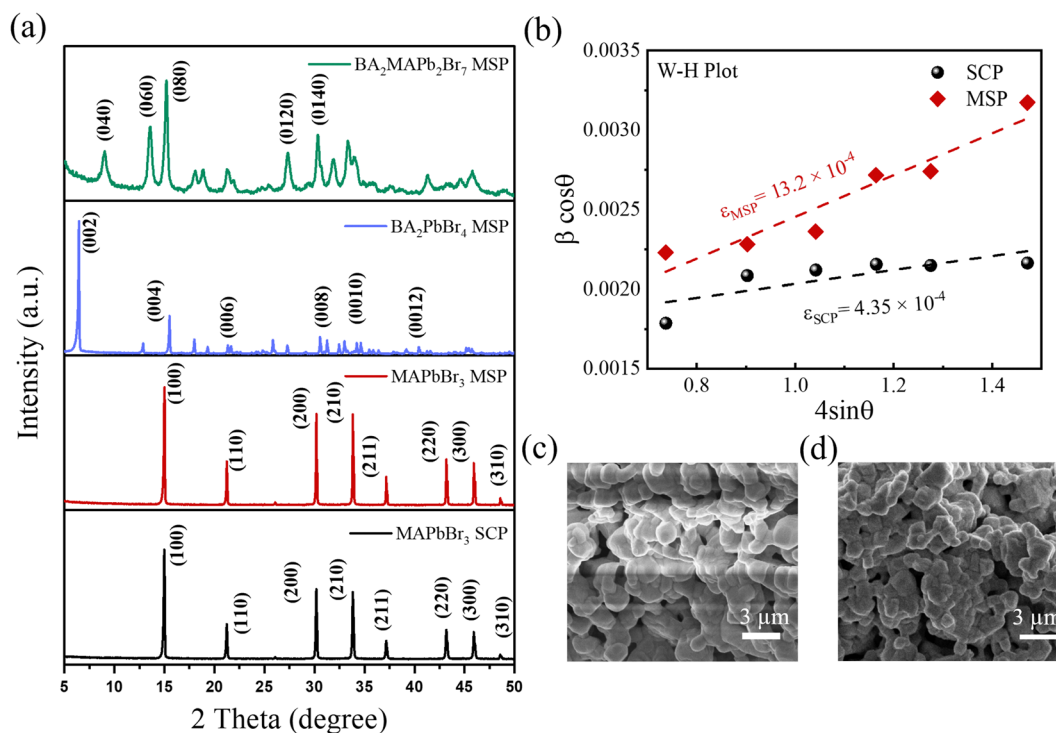 (a)
BA₂MAPb₂Br₇ MSP
(040)
(060)
(080)
(0120)
(0140)
BA₂PbBr₄ MSP
(002)
(004)
(006)
(008)
(0010)
(0012)
MAPbBr₃ MSP
(100)
(110)
(200)
(210)
(211)
(220)
(300)
(310)
MAPbBr₃ SCP
(100)
(110)
(200)
(210)
(211)
(220)
(300)
(310)
Intensity (a.u.)
5 10 15 20 25 30 35 40 45 50
2 Theta (degree)
(b)
W-H Plot
SCP
MSP
0.0035
0.0030
0.0025
0.0020
0.0015
β cosθ
ε_MSP= 13.2 × 10⁻⁴
ε_SCP= 4.35 × 10⁻⁴
0.8 1.0 1.2 1.4
4sinθ
(c)
3 µm
(d)
3 µm